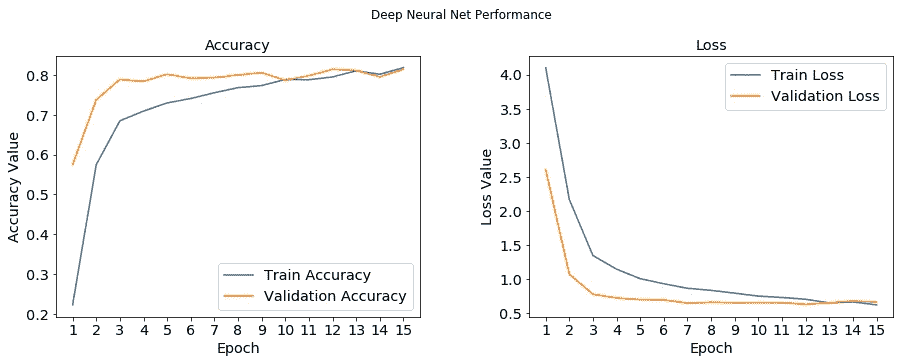 Deep Neural Net Performance
Accuracy
Accuracy Value
0.8
0.7
0.6
0.5
0.4
0.3
0.2
Train Accuracy
Validation Accuracy
1 2 3 4 5 6 7 8 9 10 11 12 13 14 15
Epoch
Loss
Loss Value
4.0
3.5
3.0
2.5
2.0
1.5
1.0
0.5
Train Loss
Validation Loss
1 2 3 4 5 6 7 8 9 10 11 12 13 14 15
Epoch